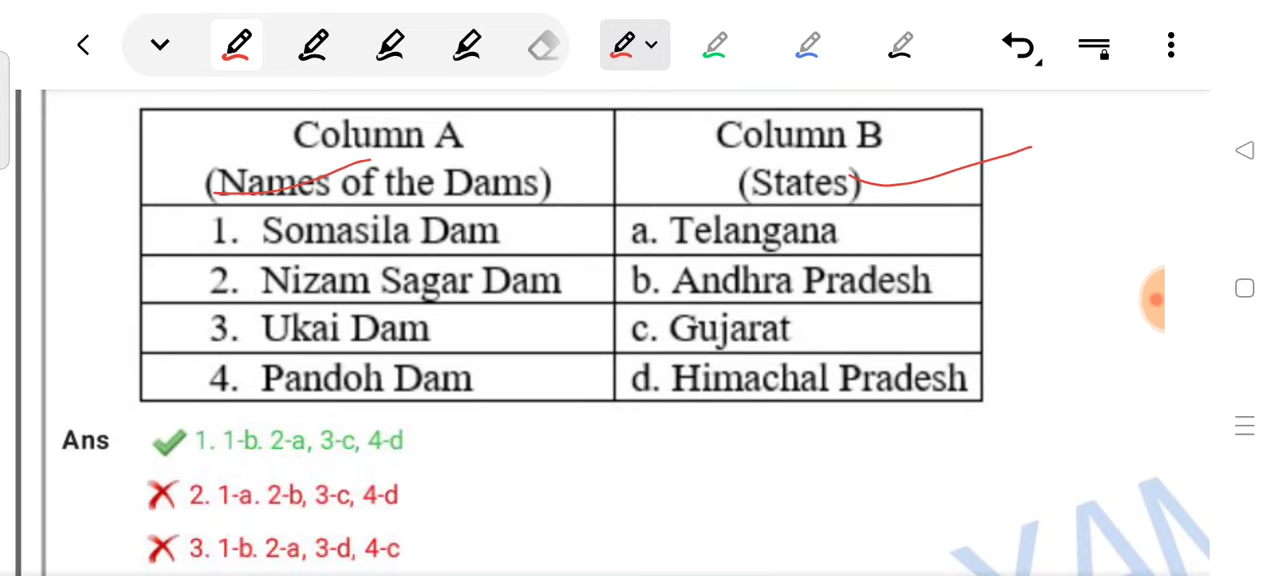 Column A Column B
(Names of the Dams) (States)
1. Somasila Dam a. Telangana
2. Nizam Sagar Dam b. Andhra Pradesh
3. Ukai Dam c. Gujarat
4. Pandoh Dam d. Himachal Pradesh
Ans 1. 1-b. 2-a, 3-c, 4-d
2. 1-a. 2-b, 3-c, 4-d
3. 1-b. 2-a, 3-d, 4-c